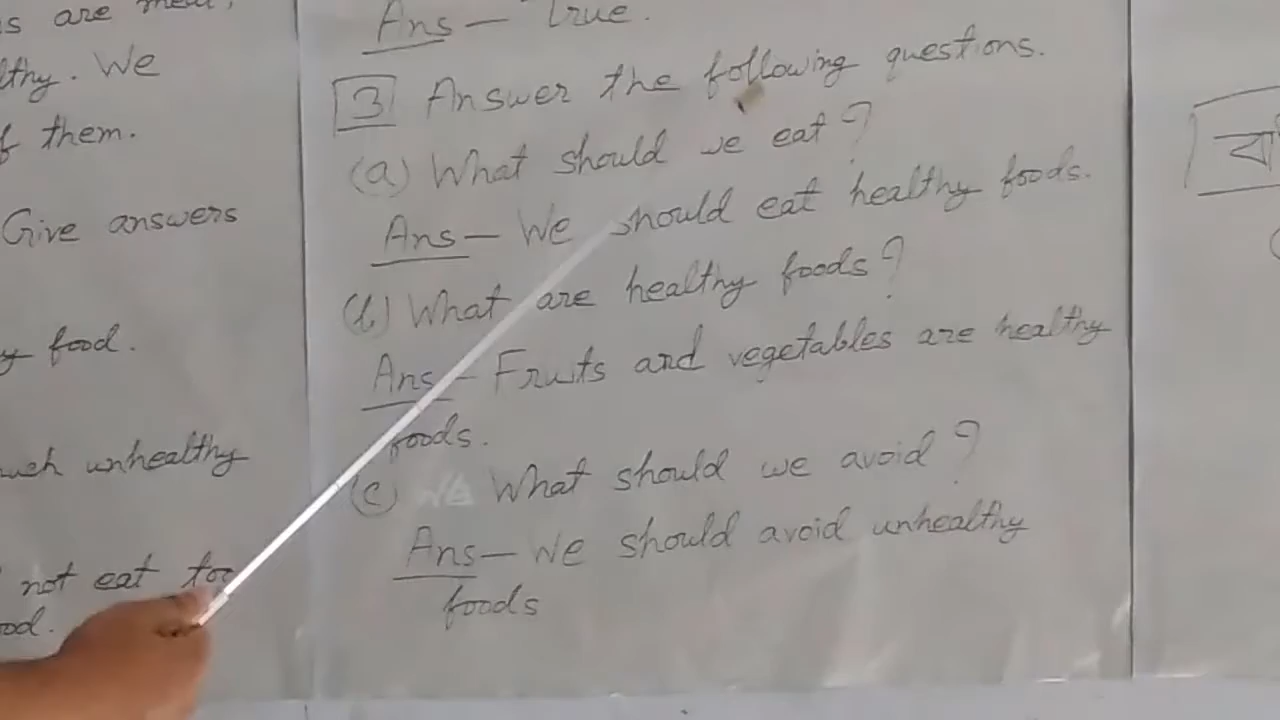 are
lthy. We
f them.
Give answers
food.
unhealthy
not eat
Ans — True.
3 Answer the following questions.
(a) What should we eat?
Ans — We should eat healthy foods.
(b) What are healthy foods?
Ans — Fruits and vegetables are healthy
foods.
(c) What should we avoid?
Ans — We should avoid unhealthy
foods